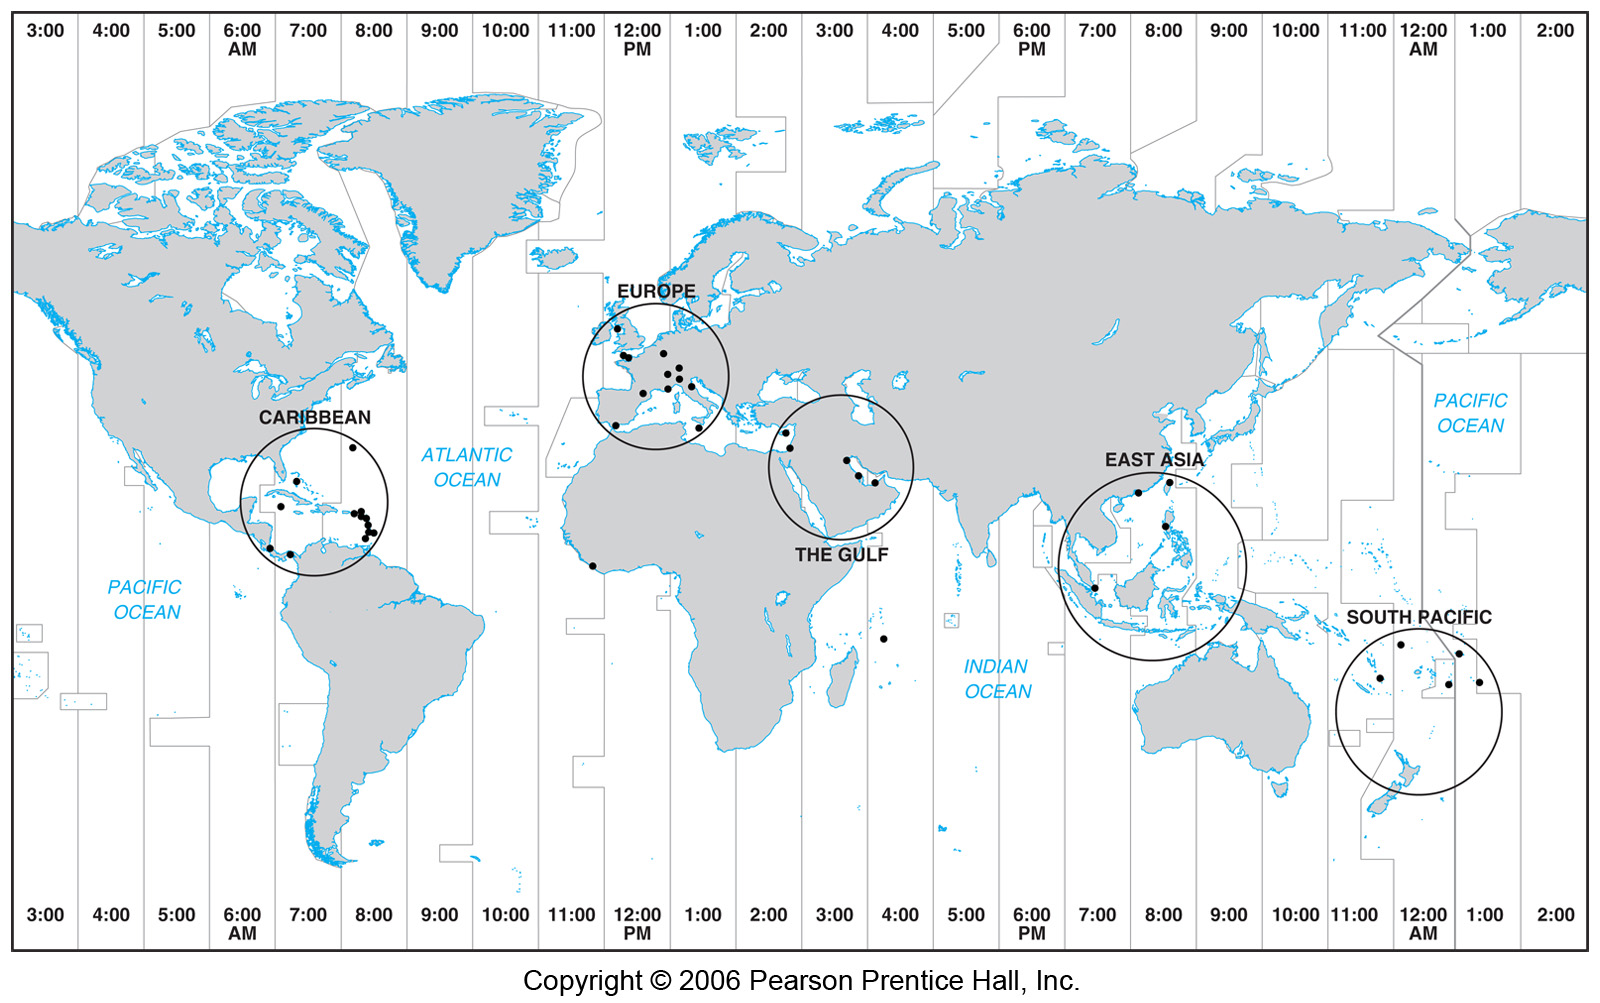 3:00 4:00 5:00 6:00 7:00 8:00 9:00 10:00 11:00 12:00 1:00 2:00 3:00 4:00 5:00 6:00 7:00 8:00 9:00 10:00 11:00 12:00 1:00 2:00
AM PM PM AM
EUROPE
CARIBBEAN
PACIFIC
OCEAN
ATLANTIC
OCEAN
EAST ASIA
THE GULF
PACIFIC
OCEAN
SOUTH PACIFIC
INDIAN
OCEAN
3:00 4:00 5:00 6:00 7:00 8:00 9:00 10:00 11:00 12:00 1:00 2:00 3:00 4:00 5:00 6:00 7:00 8:00 9:00 10:00 11:00 12:00 1:00 2:00
AM PM PM AM
Copyright © 2006 Pearson Prentice Hall, Inc.